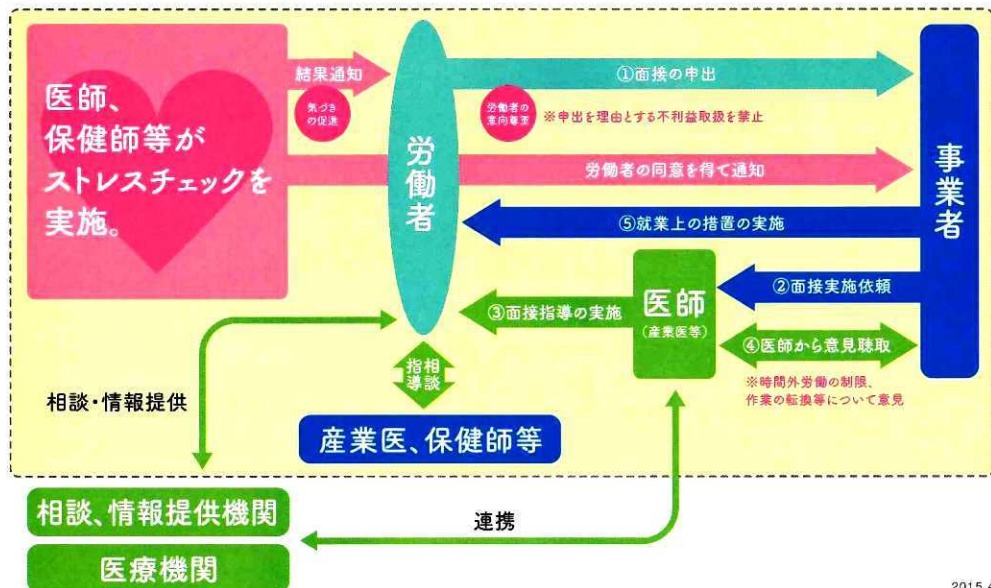 医師、
保健師等が
ストレスチェックを
実施。
結果通知
気づき
の促進
労働者
①面接の申出
労働者の
意向尊重
※申出を理由とする不利益取扱を禁止
労働者の同意を得て通知
⑤就業上の措置の実施
事業者
医師
(産業医等)
②面接実施依頼
③面接指導の実施
④医師から意見聴取
※時間外労働の制限、
作業の転換等について意見
相談
指導
相談・情報提供
産業医、保健師等
相談、情報提供機関
連携
医療機関